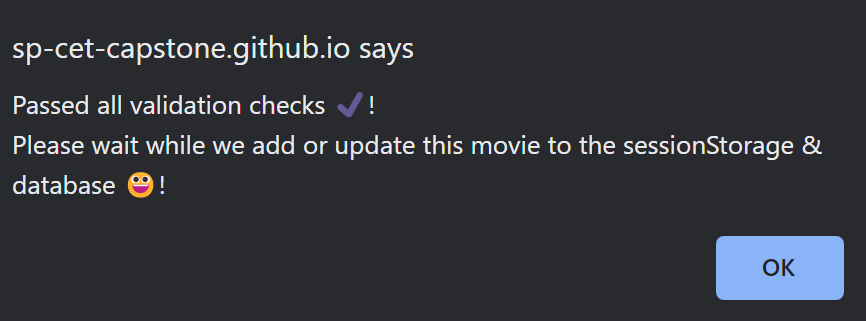 sp-cet-capstone.github.io says
Passed all validation checks ✔!
Please wait while we add or update this movie to the sessionStorage &
database 😀!
OK